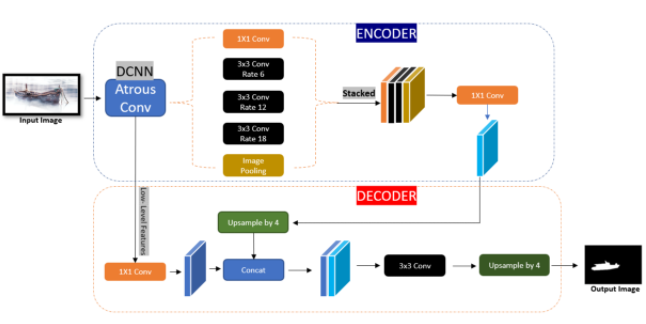 ENCODER
1X1 Conv
DCNN
Atrous
Conv
3x3 Conv
Rate 6
3x3 Conv
Rate 12
3x3 Conv
Rate 18
Image
Pooling
Stacked
1X1 Conv
Input Image
DECODER
Low- Level Features
Upsample by 4
1X1 Conv
Concat
3x3 Conv
Upsample by 4
Output Image